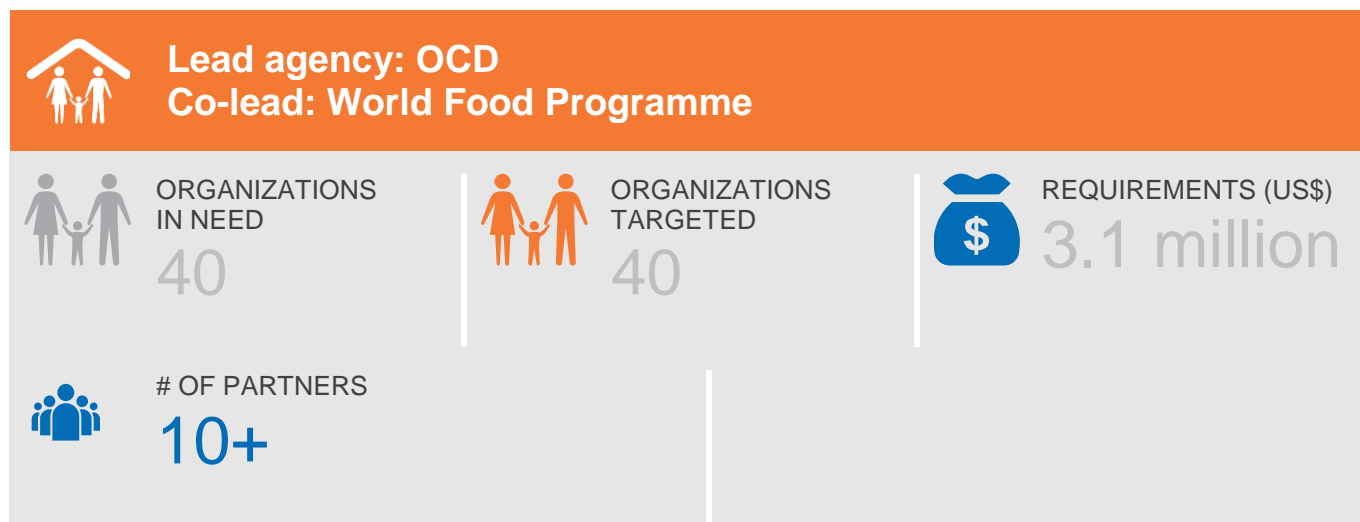 Lead agency: OCD
Co-lead: World Food Programme
ORGANIZATIONS
IN NEED
40
ORGANIZATIONS
TARGETED
40
REQUIREMENTS (US$)
$
3.1 million
# OF PARTNERS
10+